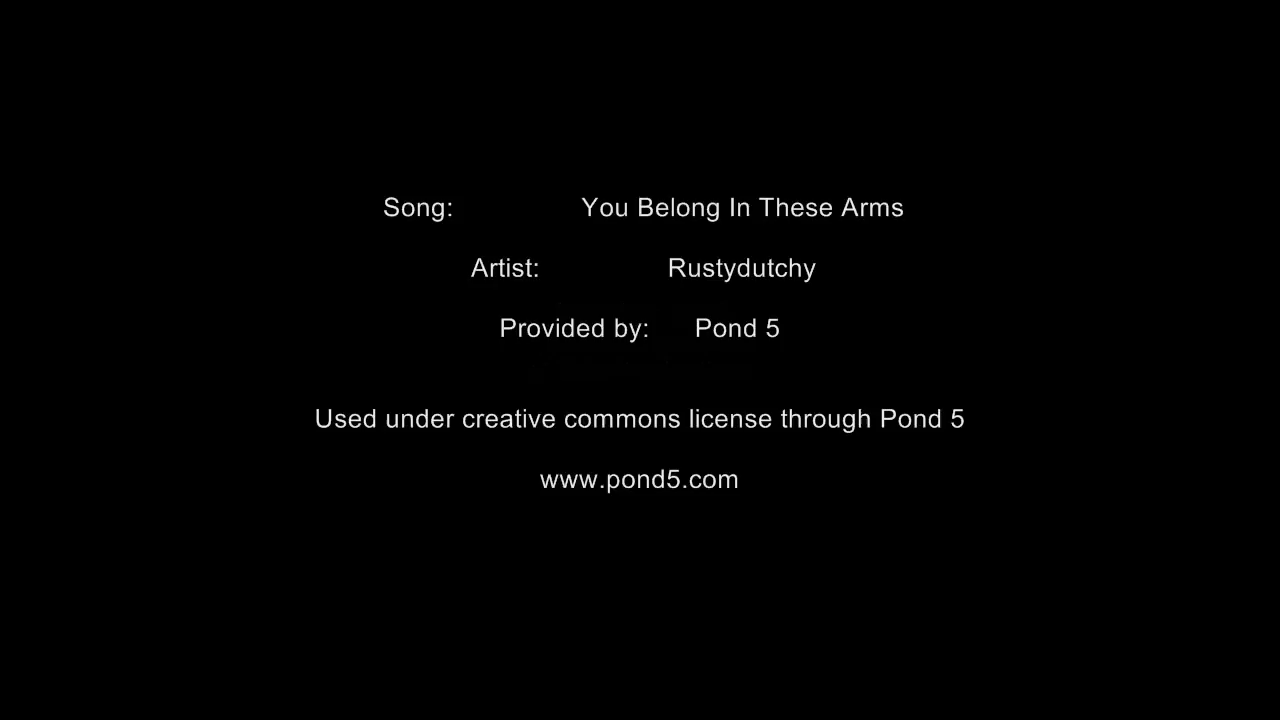 Song: You Belong In These Arms
Artist: Rustydutchy
Provided by: Pond 5
Used under creative commons license through Pond 5
www.pond5.com